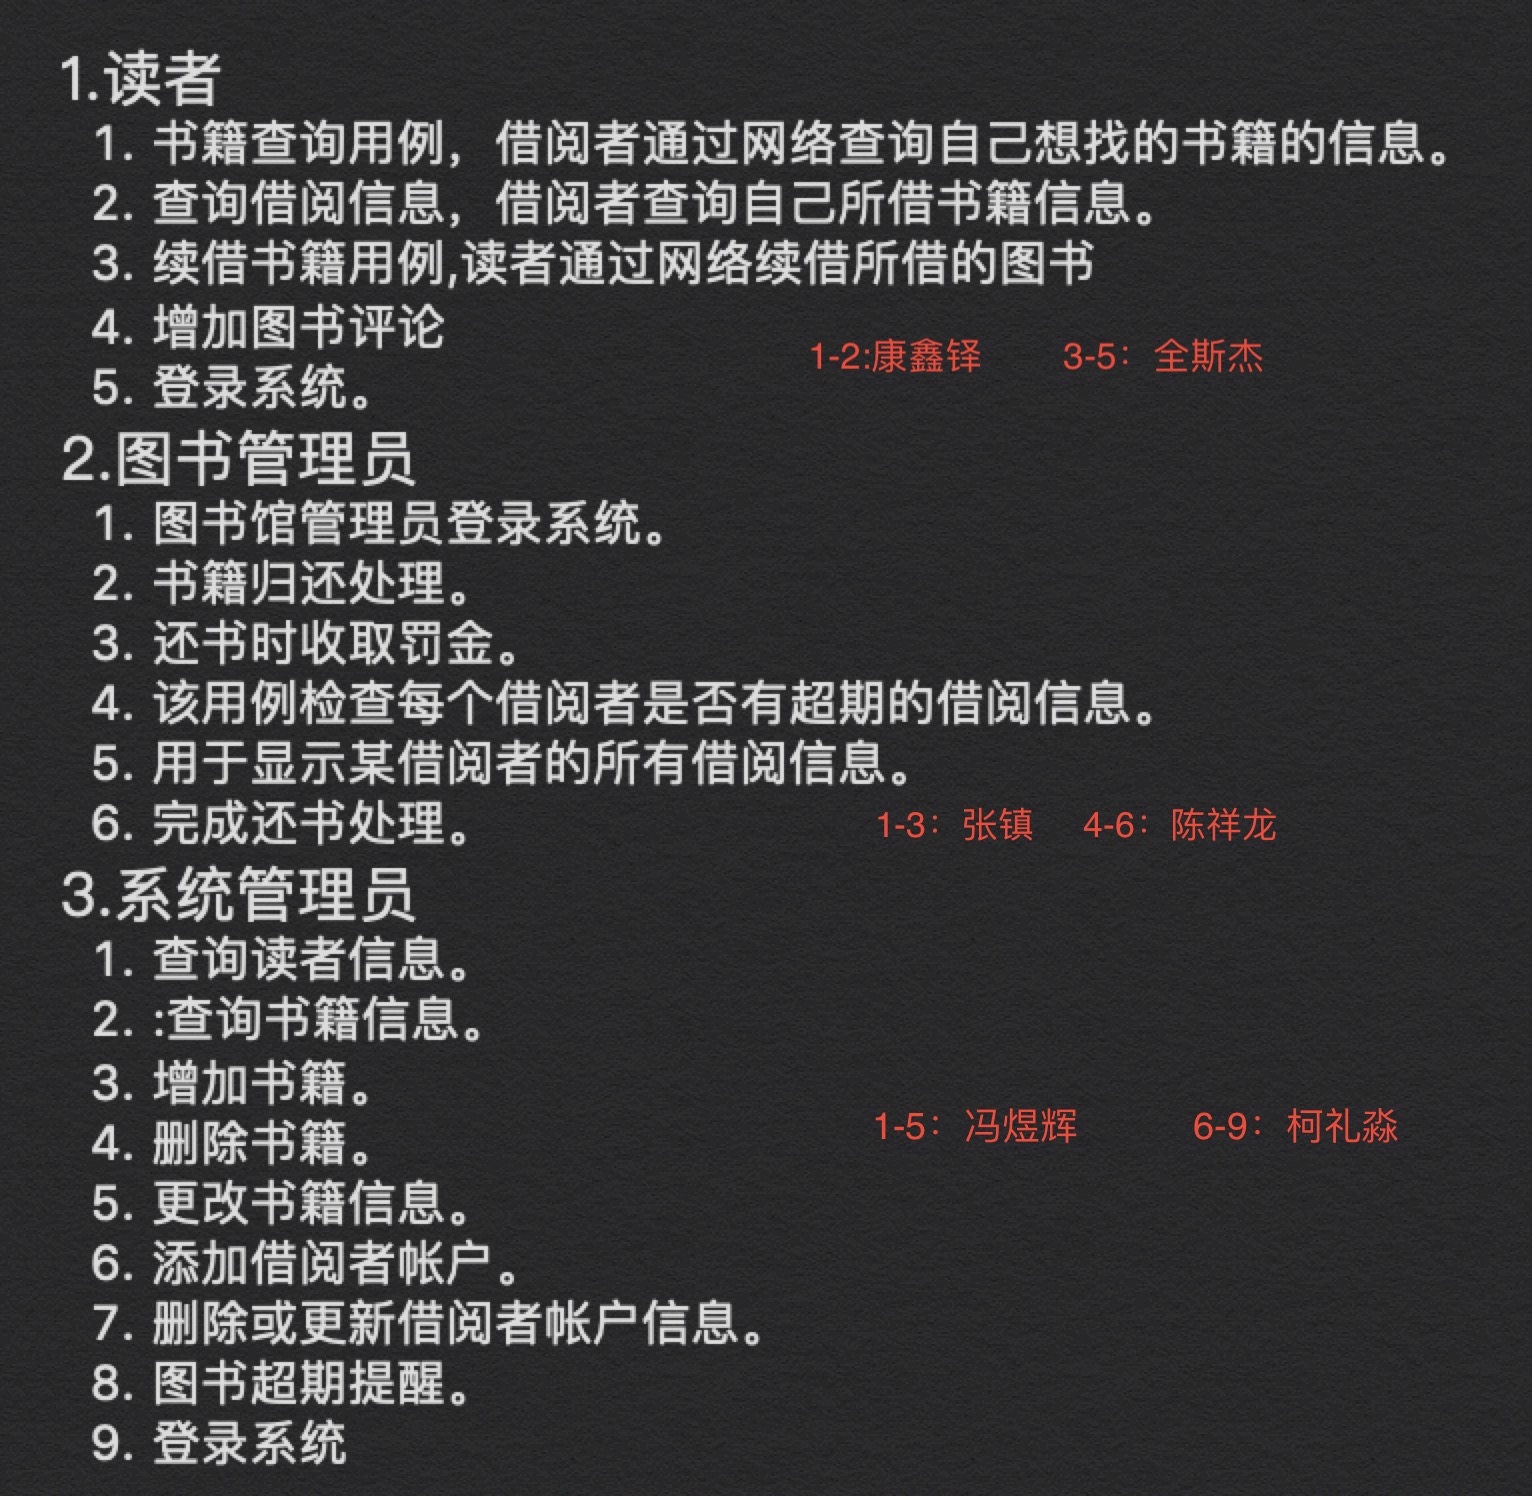 1.读者
1. 书籍查询用例，借阅者通过网络查询自己想找的书籍的信息。
2. 查询借阅信息，借阅者查询自己所借书籍信息。
3. 续借书籍用例,读者通过网络续借所借的图书
4. 增加图书评论
1-2:康鑫铎 3-5：全斯杰
5. 登录系统。
2.图书管理员
1. 图书馆管理员登录系统。
2. 书籍归还处理。
3. 还书时收取罚金。
4. 该用例检查每个借阅者是否有超期的借阅信息。
5. 用于显示某借阅者的所有借阅信息。
6. 完成还书处理。 1-3：张镇 4-6：陈祥龙
3.系统管理员
1. 查询读者信息。
2. :查询书籍信息。
3. 增加书籍。
1-5：冯煜辉 6-9：柯礼淼
4. 删除书籍。
5. 更改书籍信息。
6. 添加借阅者帐户。
7. 删除或更新借阅者帐户信息。
8. 图书超期提醒。
9. 登录系统